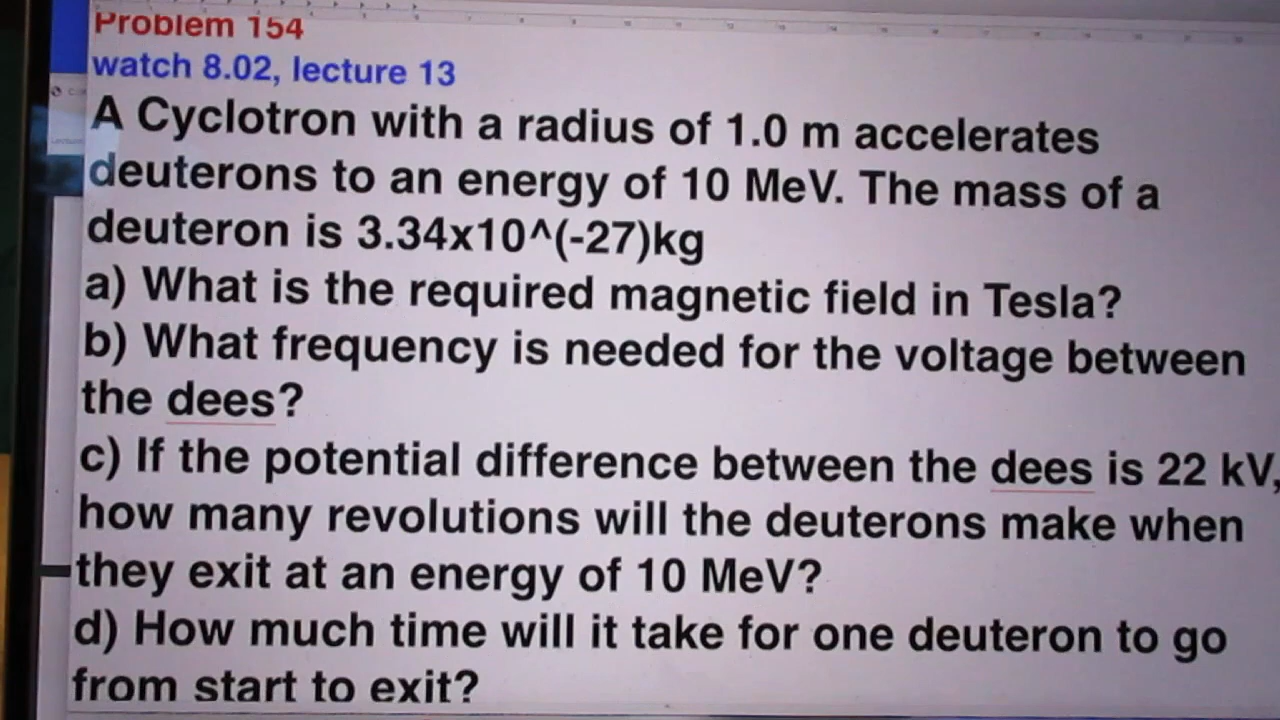 Problem 154
watch 8.02, lecture 13
A Cyclotron with a radius of 1.0 m accelerates
deuterons to an energy of 10 MeV. The mass of a
deuteron is 3.34x10^(-27)kg
a) What is the required magnetic field in Tesla?
b) What frequency is needed for the voltage between
the dees?
c) If the potential difference between the dees is 22 kV,
how many revolutions will the deuterons make when
they exit at an energy of 10 MeV?
d) How much time will it take for one deuteron to go
from start to exit?